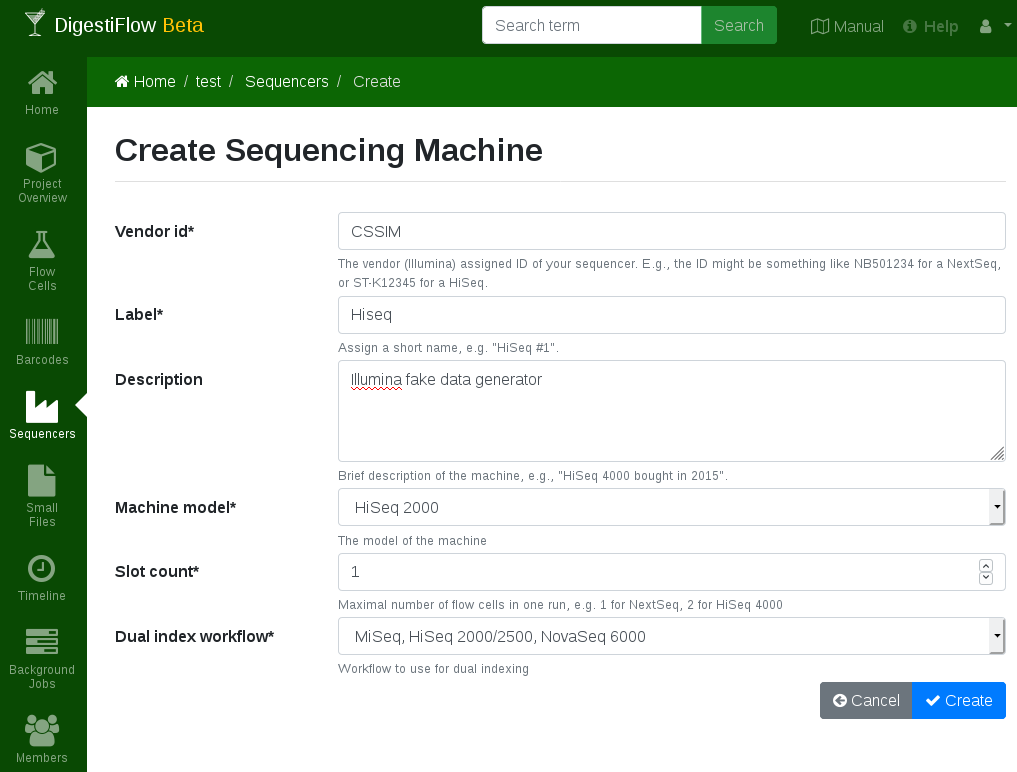 DigestiFlow Beta
Search term
Search
Manual
Help
Home / test / Sequencers / Create
Home
Project
Overview
Flow
Cells
Barcodes
Sequencers
Small
Files
Timeline
Background
Jobs
Members
Create Sequencing Machine
Vendor id*
CSSIM
The vendor (Illumina) assigned ID of your sequencer. E.g., the ID might be something like NB501234 for a NextSeq,
or ST-K12345 for a HiSeq.
Label*
Hiseq
Assign a short name, e.g. "HiSeq #1".
Description
Illumina fake data generator
Brief description of the machine, e.g., "HiSeq 4000 bought in 2015".
Machine model*
HiSeq 2000
The model of the machine
Slot count*
1
Maximal number of flow cells in one run, e.g. 1 for NextSeq, 2 for HiSeq 4000
Dual index workflow*
MiSeq, HiSeq 2000/2500, NovaSeq 6000
Workflow to use for dual indexing
Cancel
Create